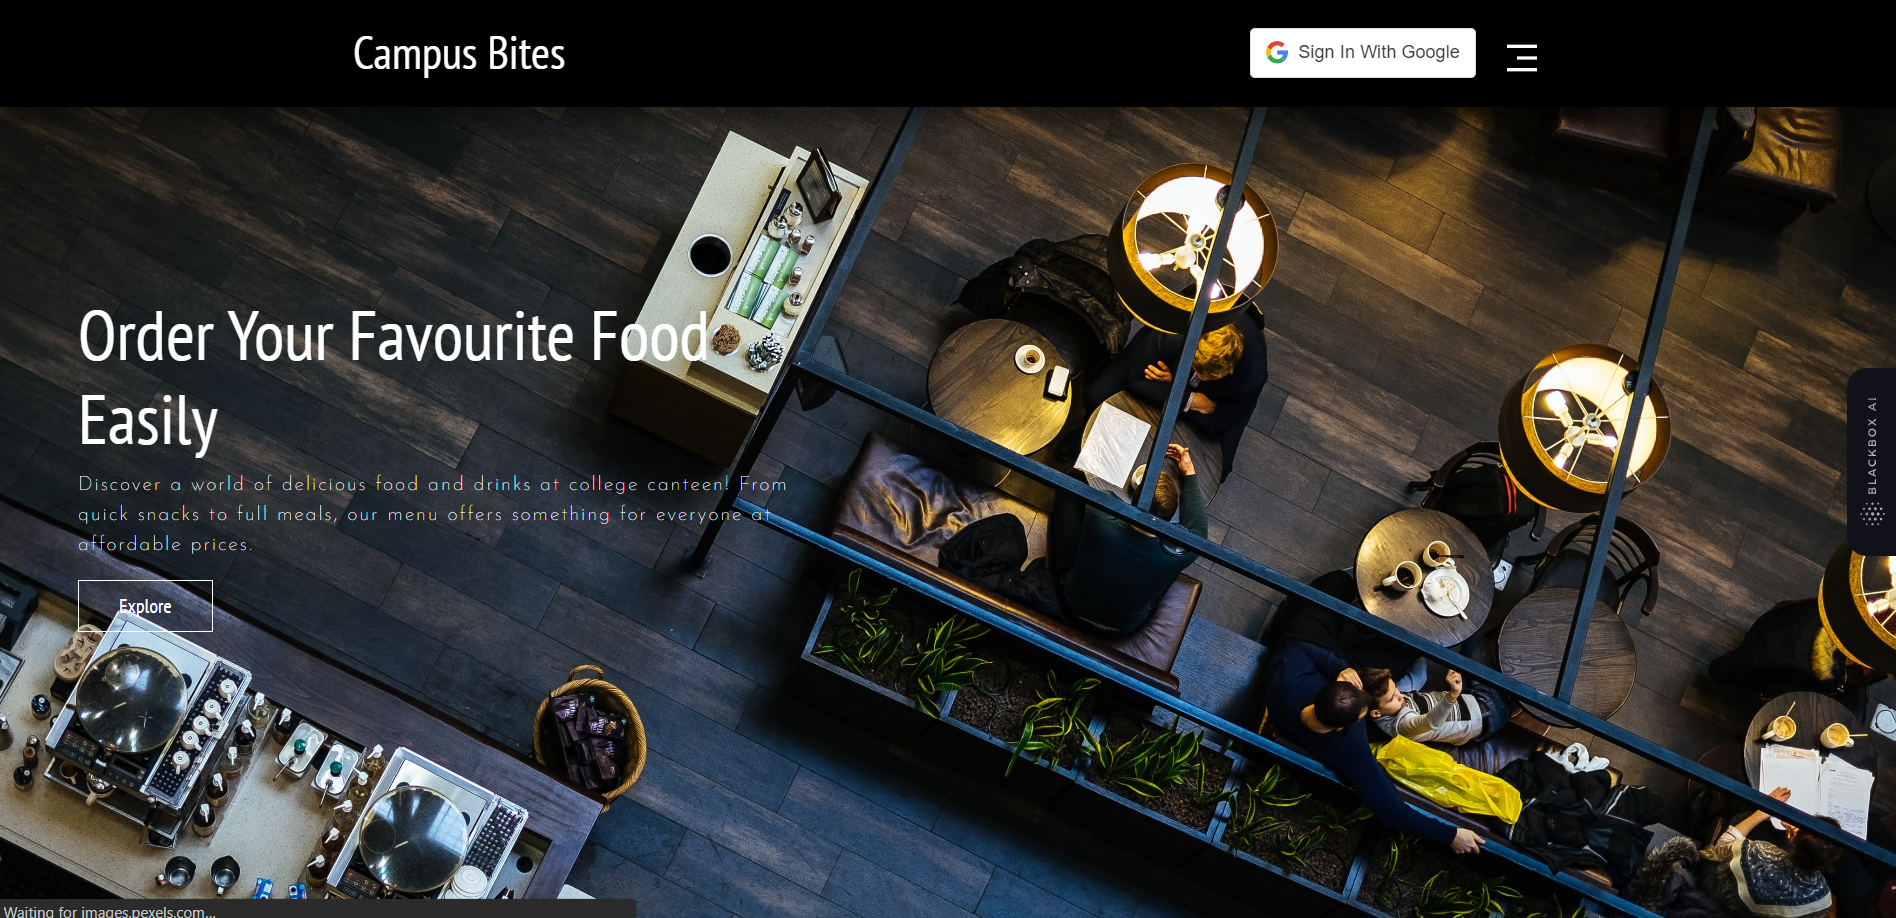 Campus Bites
Sign In With Google
Order Your Favourite Food
Easily
Discover a world of delicious food and drinks at college canteen! From
quick snacks to full meals, our menu offers something for everyone at
affordable prices.
Explore
BLACKBOX AI
Waiting for images.pexels.com...